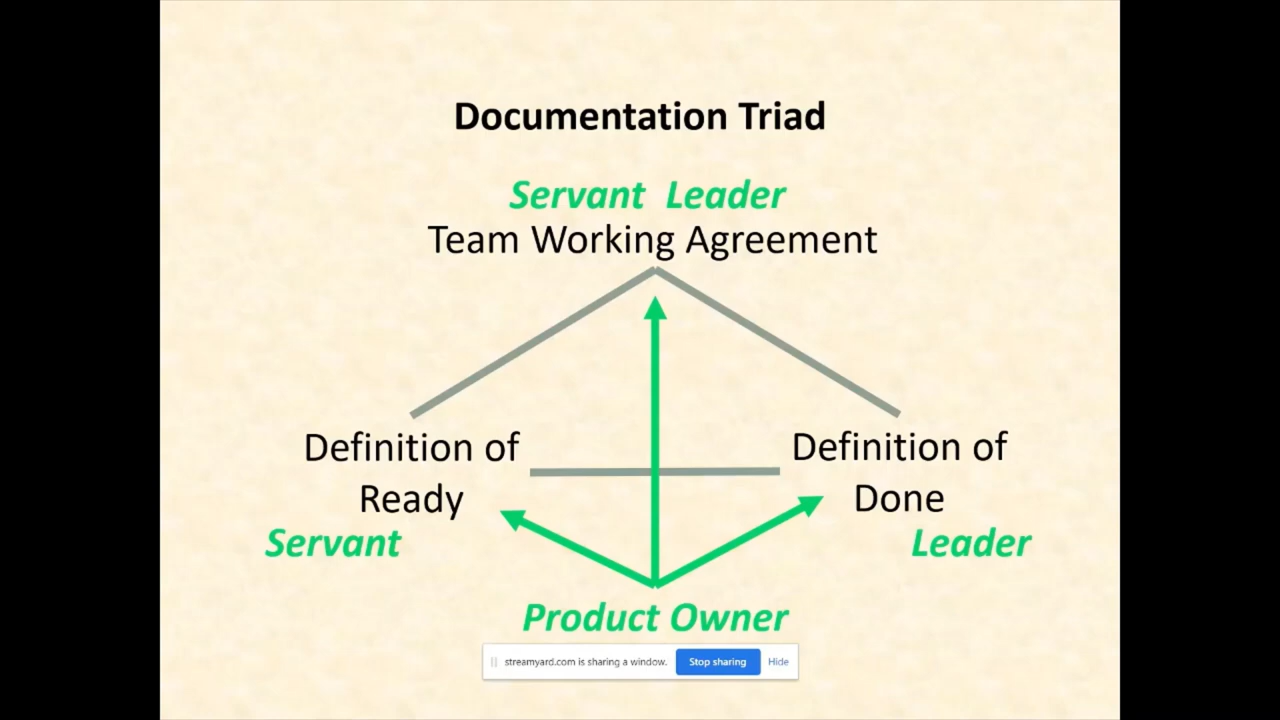 Documentation Triad
Servant Leader
Team Working Agreement
Definition of
Ready
Servant
Definition of
Done
Leader
Product Owner
streamyard.com is sharing a window.
Stop sharing
Hide